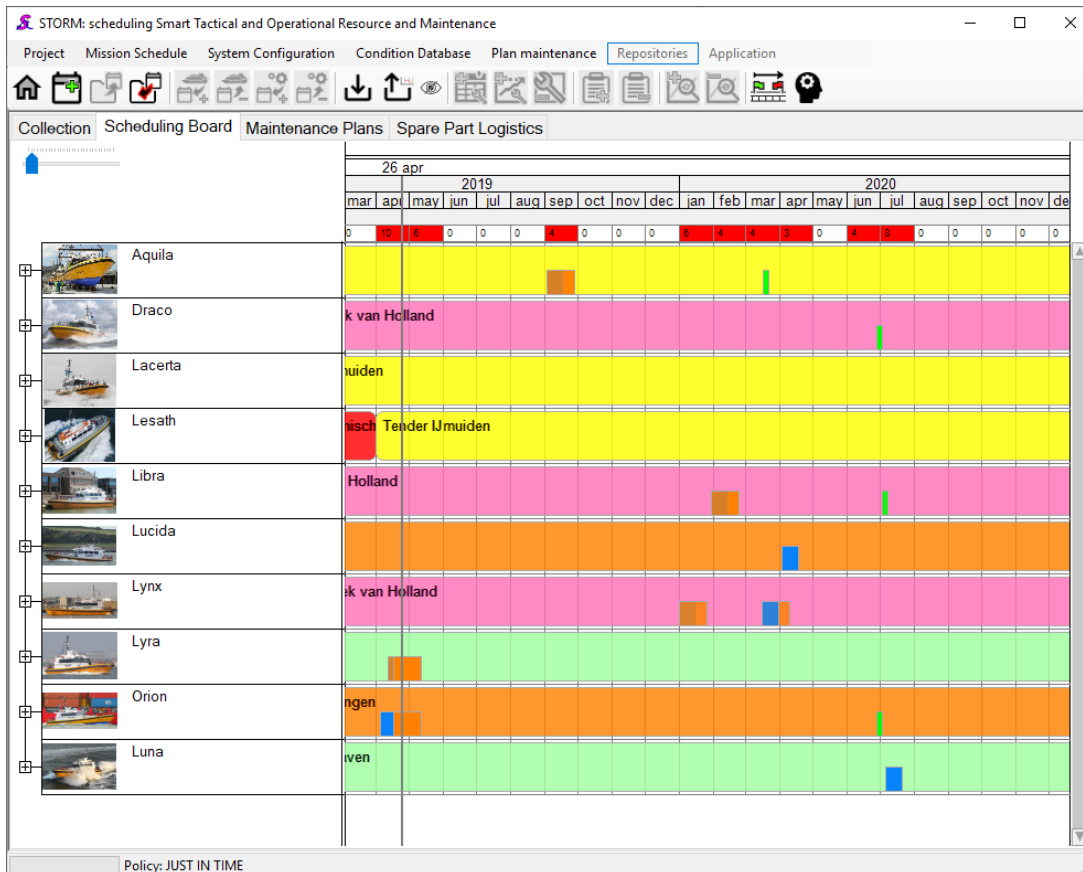 STORM: scheduling Smart Tactical and Operational Resource and Maintenance
Project Mission Schedule System Configuration Condition Database Plan maintenance Repositories Application
Collection Scheduling Board Maintenance Plans Spare Part Logistics
26 apr
2019 2020
mar apr may jun jul aug sep oct nov dec jan feb mar apr may jun jul aug sep oct nov de
0 10 6 0 0 0 4 0 0 0 6 4 4 3 0 4 8 0 0 0 0 0
Aquila
Draco
k van Holland
Lacerta
muiden
Lesath
nisch Tender IJmuiden
Libra
Holland
Lucida
Lynx
ek van Holland
Lyra
Orion
ngen
Luna
ven
Policy: JUST IN TIME